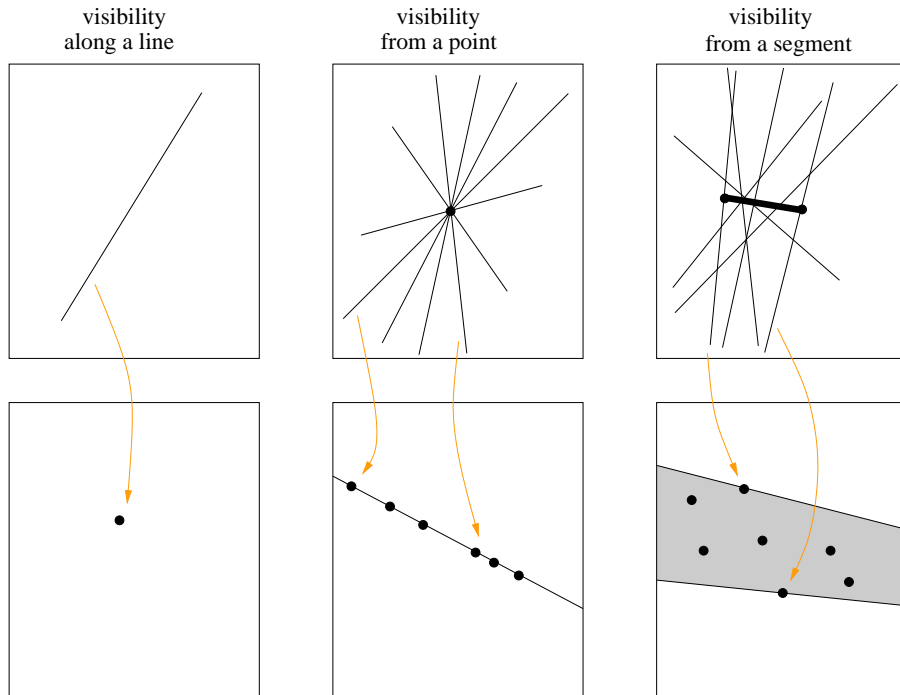 visibility
along a line
visibility
from a point
visibility
from a segment